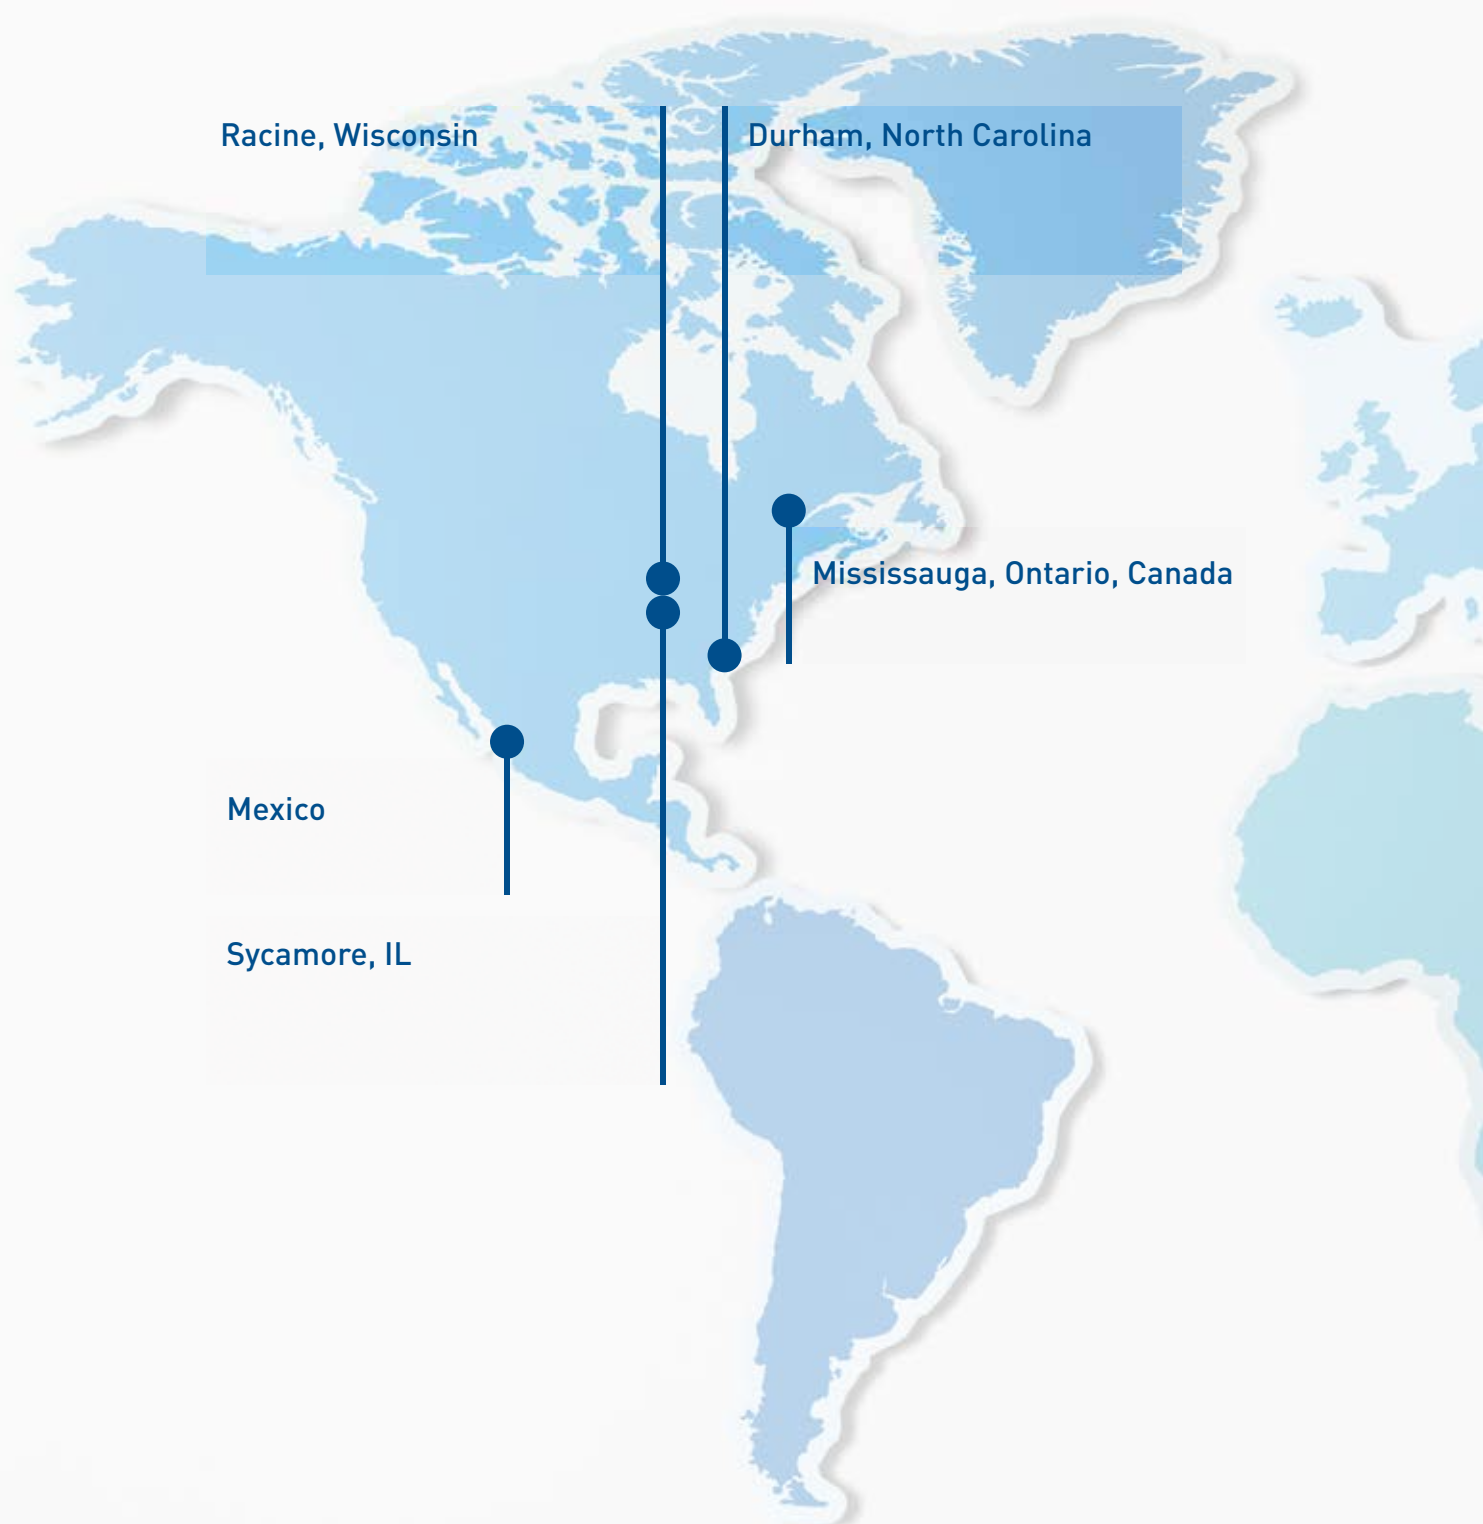 Racine, Wisconsin
Durham, North Carolina
Mississauga, Ontario, Canada
Mexico
Sycamore, IL